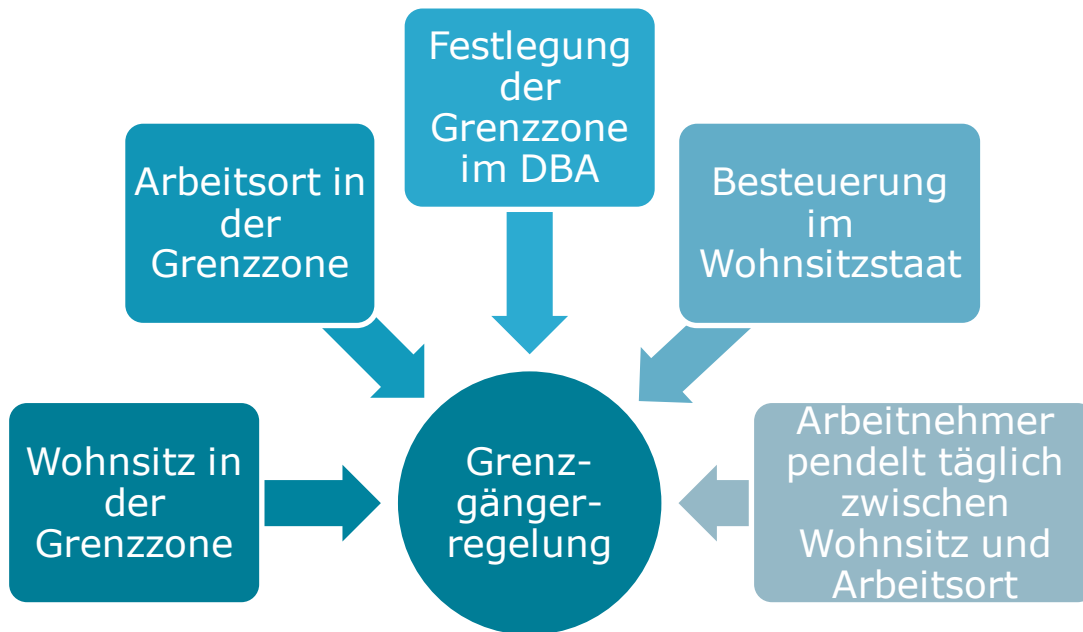 Festlegung
der
Grenzzone
im DBA
Arbeitsort in
der
Grenzzone
Besteuerung
im
Wohnsitzstaat
Wohnsitz in
der
Grenzzone
Grenz-
gänger-
regelung
Arbeitnehmer
pendelt täglich
zwischen
Wohnsitz und
Arbeitsort